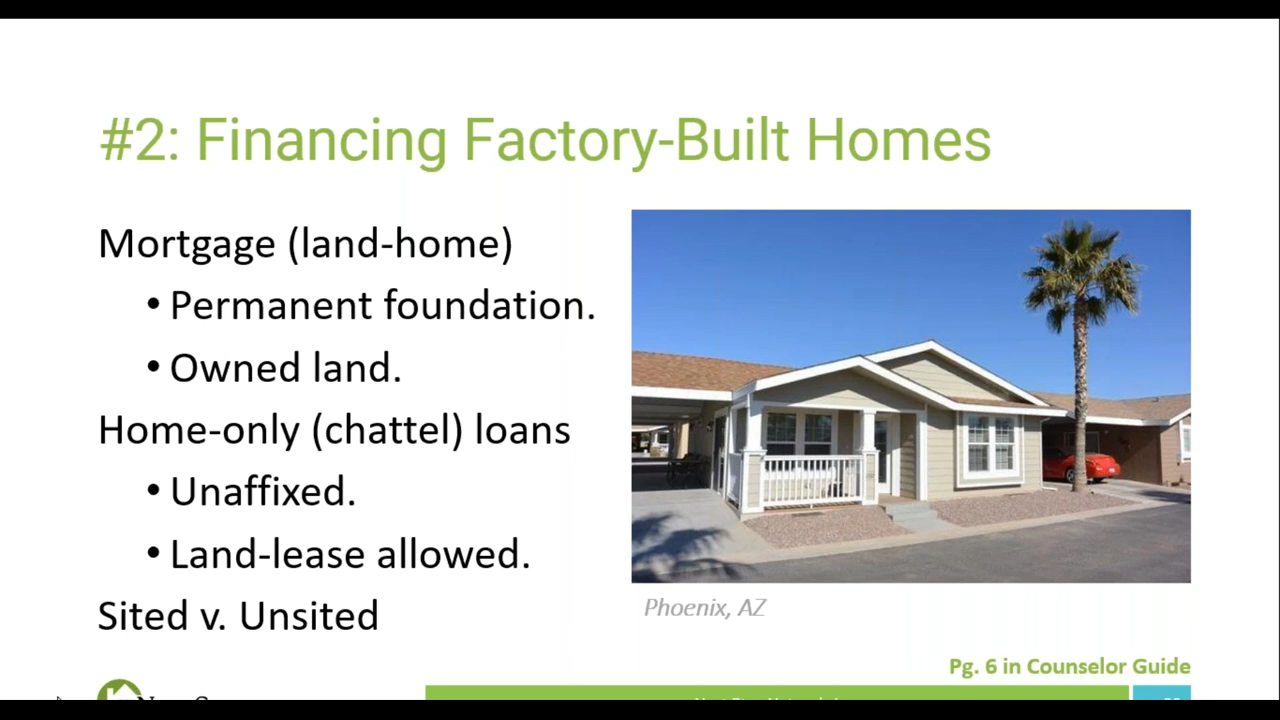 #2: Financing Factory-Built Homes
Mortgage (land-home)
• Permanent foundation.
• Owned land.
Home-only (chattel) loans
• Unaffixed.
• Land-lease allowed.
Sited v. Unsited
Phoenix, AZ
Pg. 6 in Counselor Guide